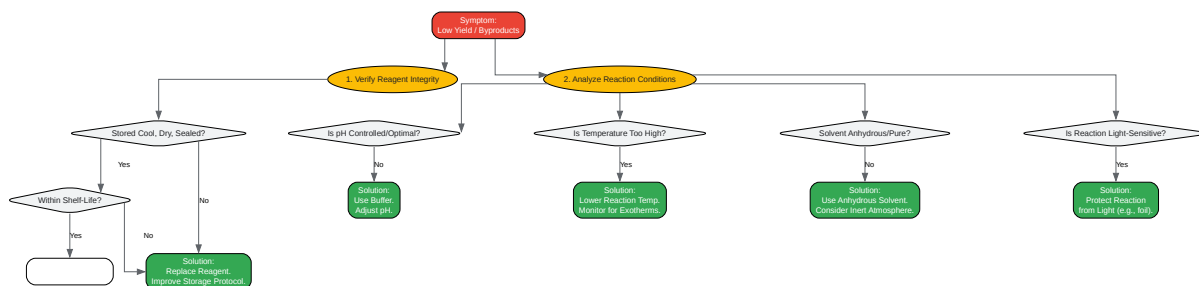 Symptom:
Low Yield / Byproducts
1. Verify Reagent Integrity
2. Analyze Reaction Conditions
Stored Cool, Dry, Sealed?
Is pH Controlled/Optimal?
Is Temperature Too High?
Solvent Anhydrous/Pure?
Is Reaction Light-Sensitive?
Yes
No
Yes
No
Yes
Within Shelf-Life?
No
Solution:
Use Buffer.
Adjust pH.
Solution:
Lower Reaction Temp.
Monitor for Exotherms.
Solution:
Use Anhydrous Solvent.
Consider Inert Atmosphere.
Solution:
Protect Reaction
from Light (e.g., foil).
Yes
No
Solution:
Replace Reagent.
Improve Storage Protocol.